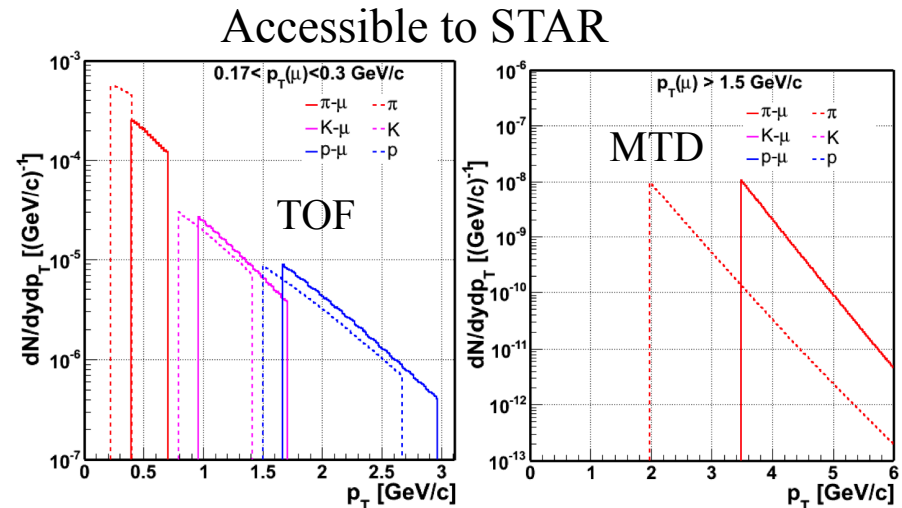 Accessible to STAR
0.17< p_T(μ)<0.3 GeV/c
π-μ π
K-μ K
p-μ p
TOF
dN/dydp_T [(GeV/c)^-1]
10^-3
10^-4
10^-5
10^-6
10^-7
0 0.5 1 1.5 2 2.5 3
p_T [GeV/c]
p_T(μ) > 1.5 GeV/c
π-μ π
K-μ K
p-μ p
MTD
dN/dydp_T [(GeV/c)^-1]
10^-6
10^-7
10^-8
10^-9
10^-10
10^-11
10^-12
10^-13
0 1 2 3 4 5 6
p_T [GeV/c]